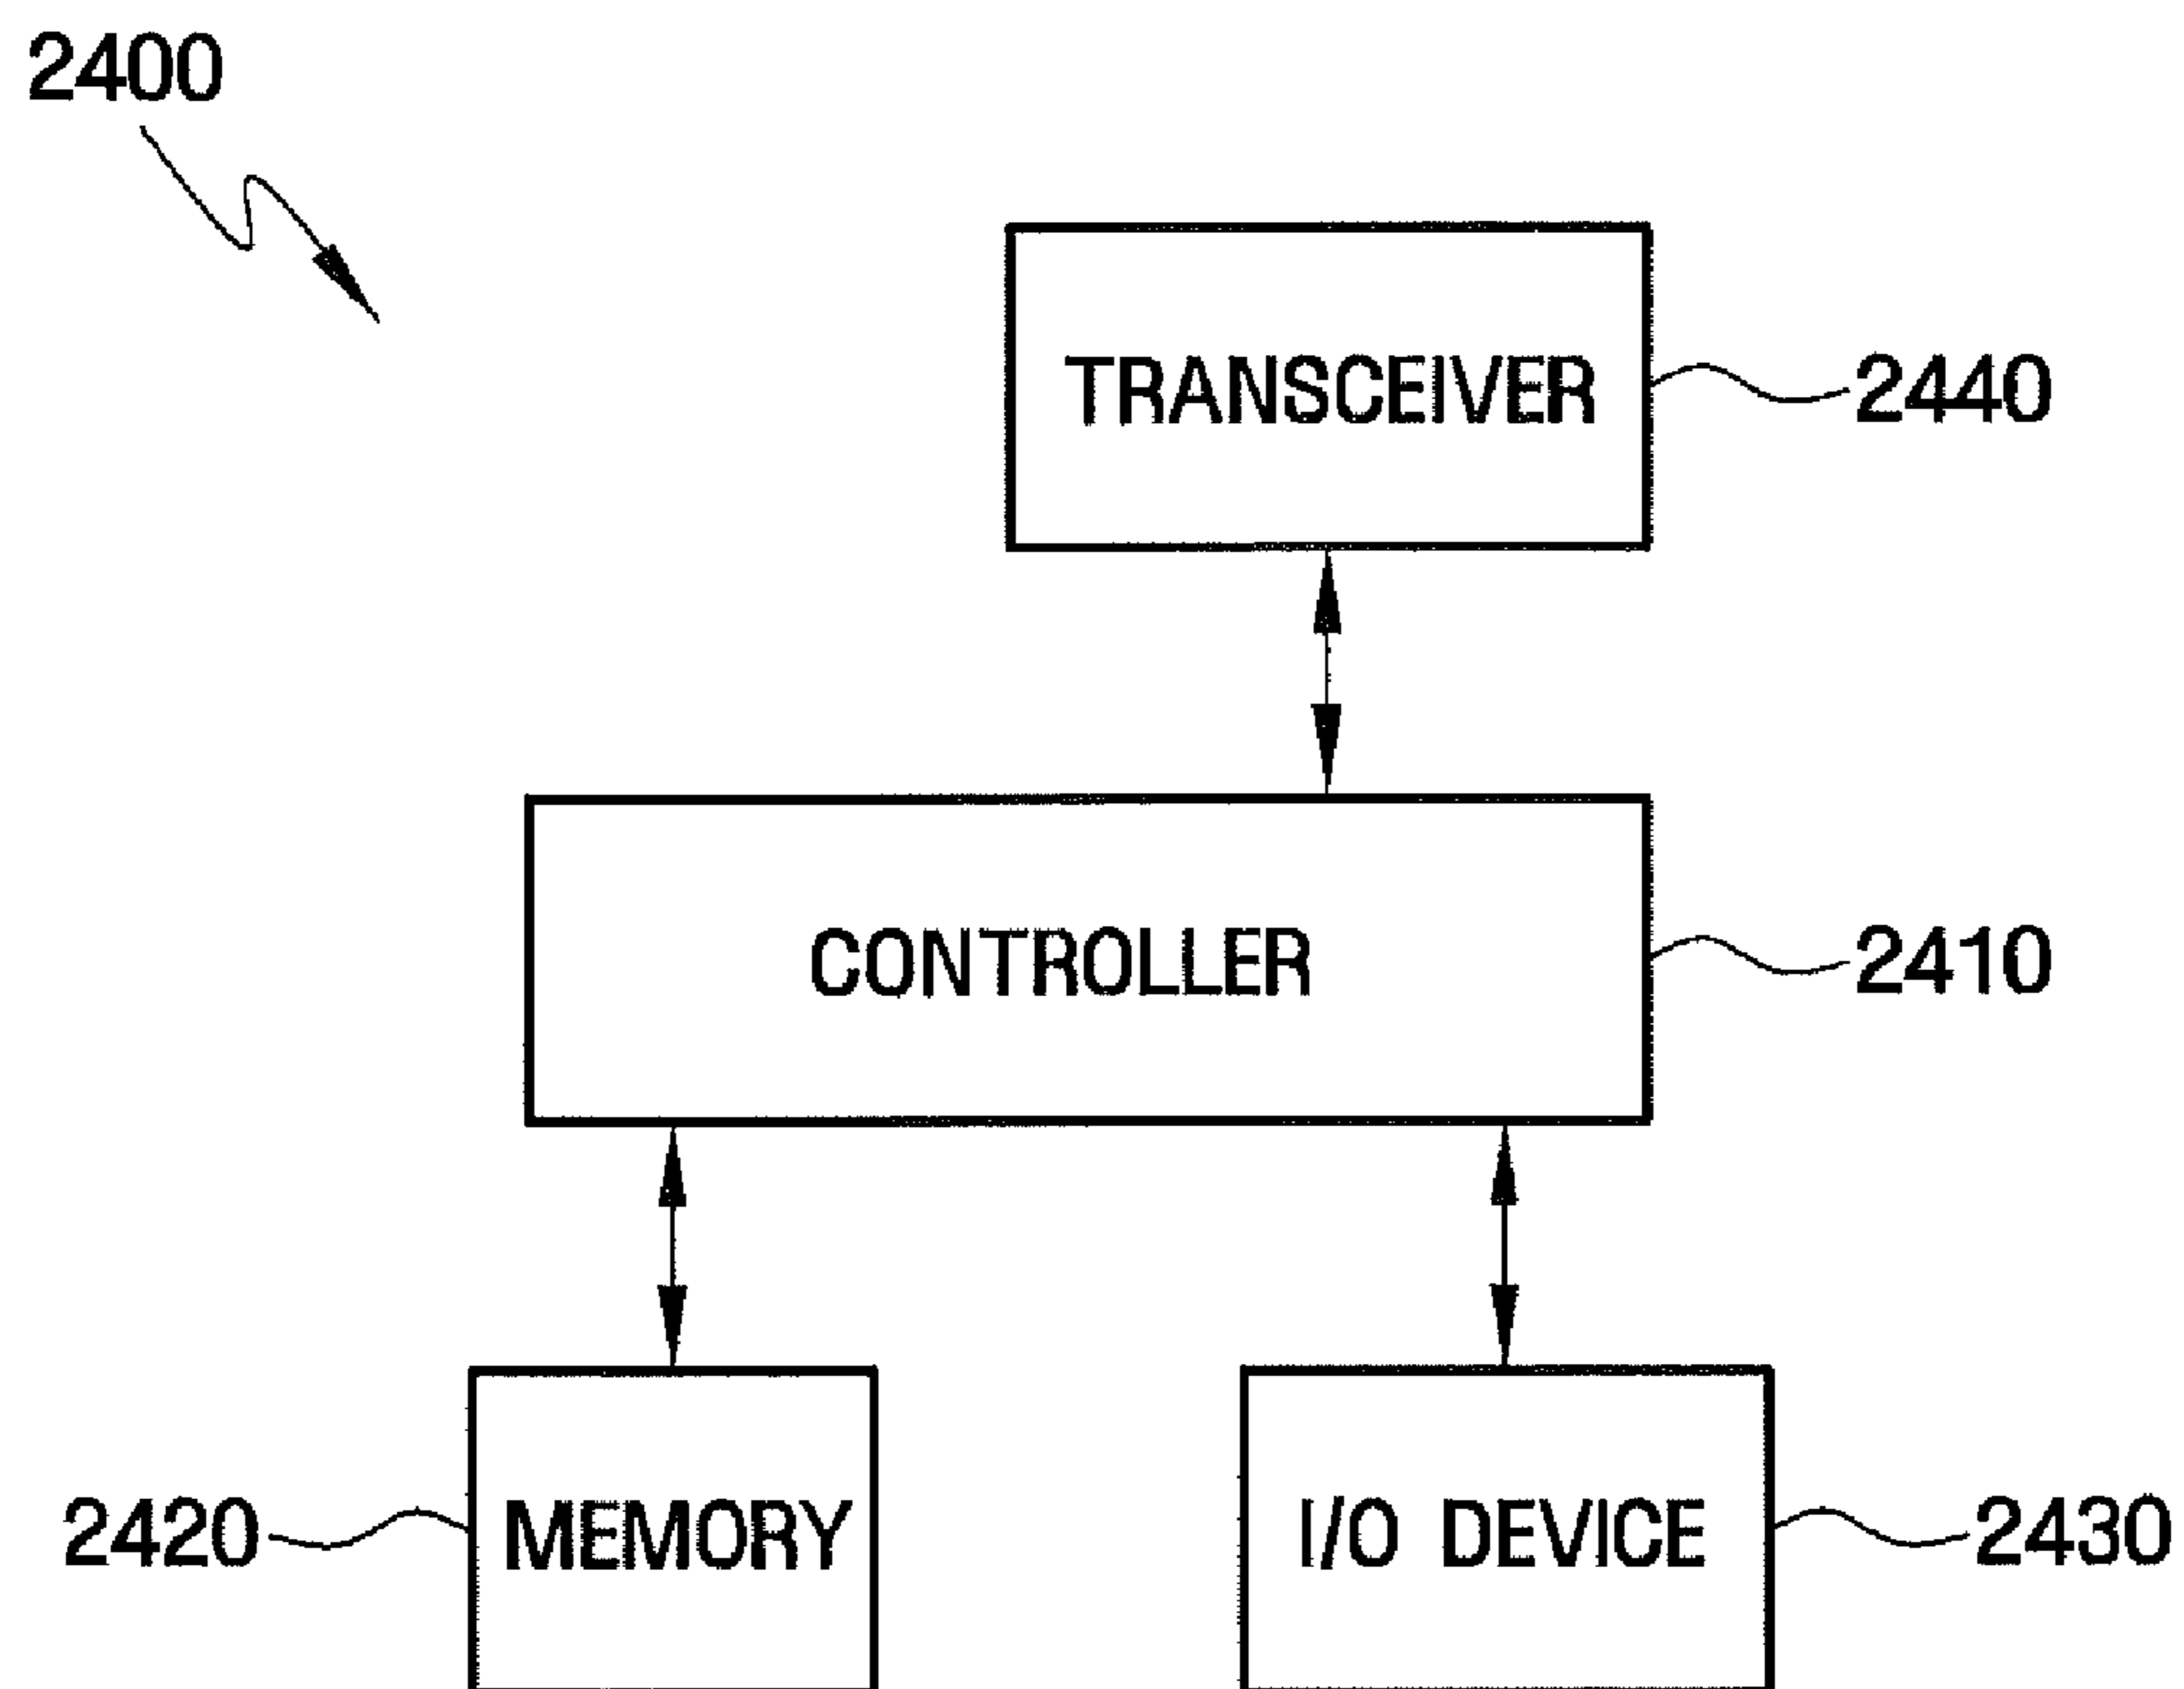 2400
TRANSCEIVER
2440
CONTROLLER
2410
2420
MEMORY
I/O DEVICE
2430